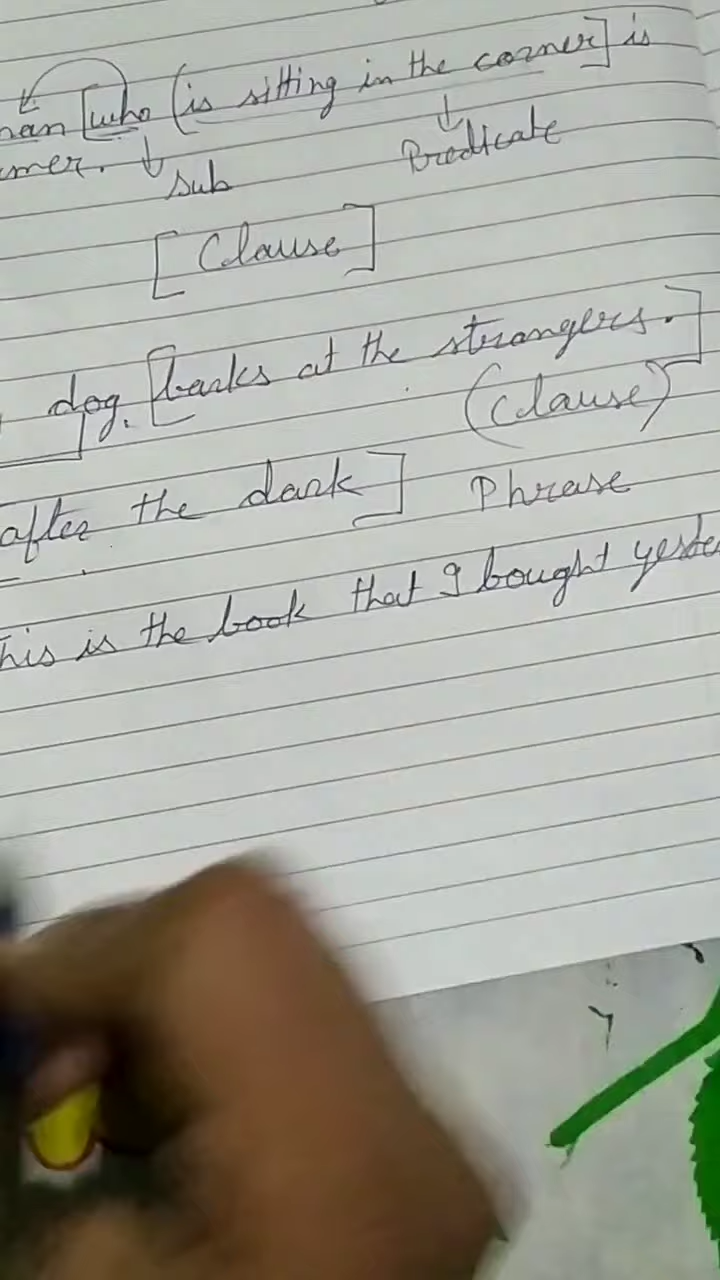 man [who (is sitting in the corner] is
Predicate
Sub
[Clause]
dog. [barks at the strangers.]
(Clause)
after the dark] Phrase
This is the book that I bought